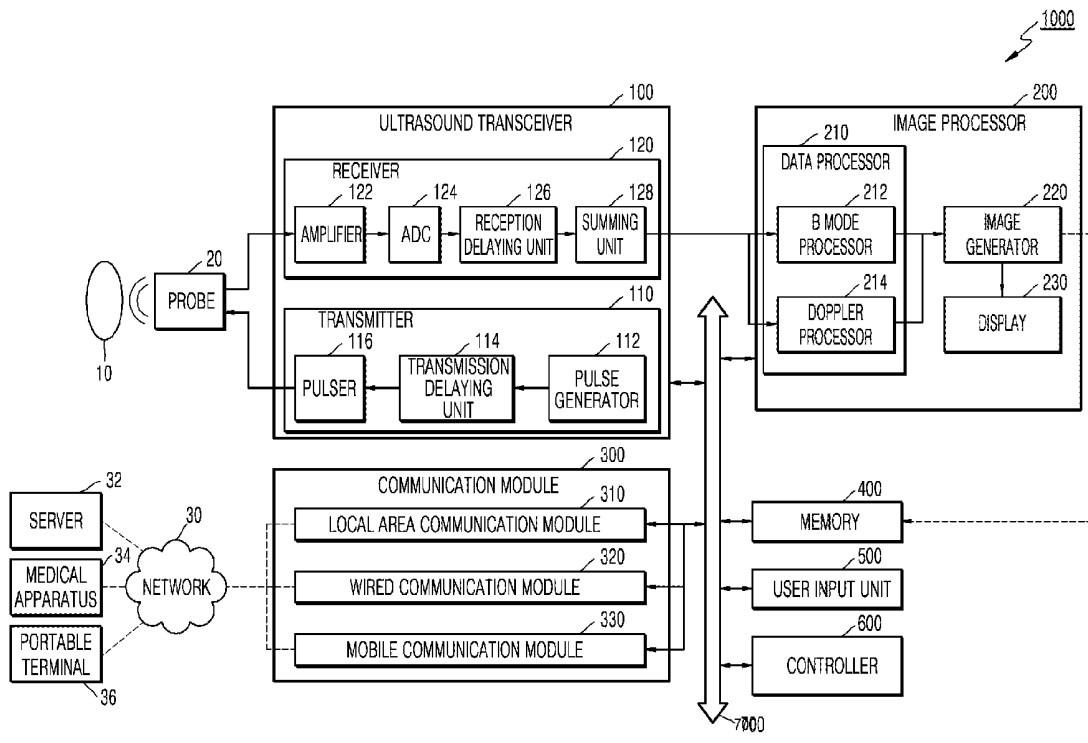 1000
100
ULTRASOUND TRANSCEIVER
120
RECEIVER
122
AMPLIFIER
124
ADC
126
RECEPTION
DELAYING UNIT
128
SUMMING
UNIT
20
PROBE
10
110
TRANSMITTER
116
PULSER
114
TRANSMISSION
DELAYING
UNIT
112
PULSE
GENERATOR
200
IMAGE PROCESSOR
210
DATA PROCESSOR
212
B MODE
PROCESSOR
214
DOPPLER
PROCESSOR
220
IMAGE
GENERATOR
230
DISPLAY
300
COMMUNICATION MODULE
310
LOCAL AREA COMMUNICATION MODULE
320
WIRED COMMUNICATION MODULE
330
MOBILE COMMUNICATION MODULE
32
SERVER
34
MEDICAL
APPARATUS
PORTABLE
TERMINAL
36
30
NETWORK
400
MEMORY
500
USER INPUT UNIT
600
CONTROLLER